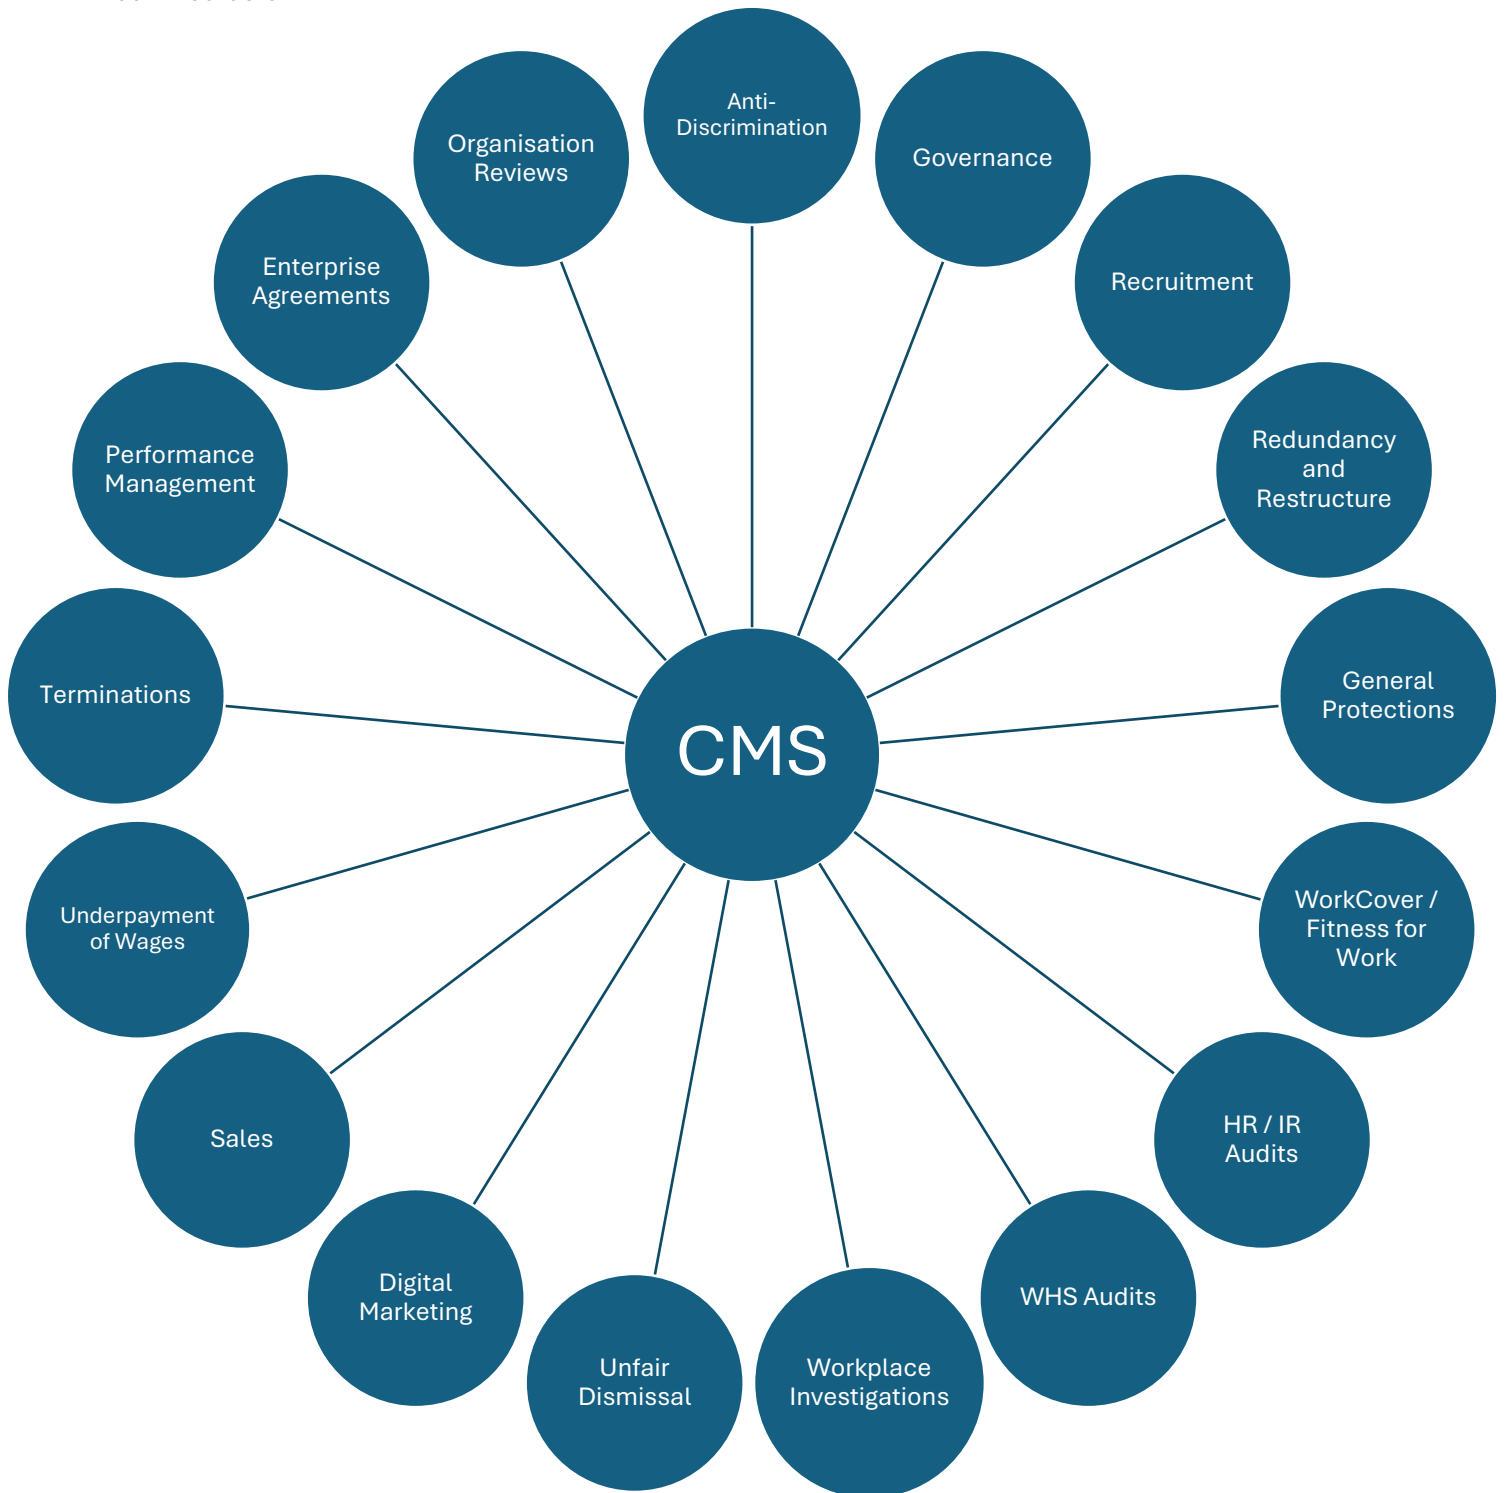 Anti-
Discrimination
Governance
Recruitment
Redundancy
and
Restructure
General
Protections
WorkCover /
Fitness for
Work
HR / IR
Audits
WHS Audits
Workplace
Investigations
Unfair
Dismissal
Digital
Marketing
Sales
Underpayment
of Wages
Terminations
Performance
Management
Enterprise
Agreements
Organisation
Reviews
CMS